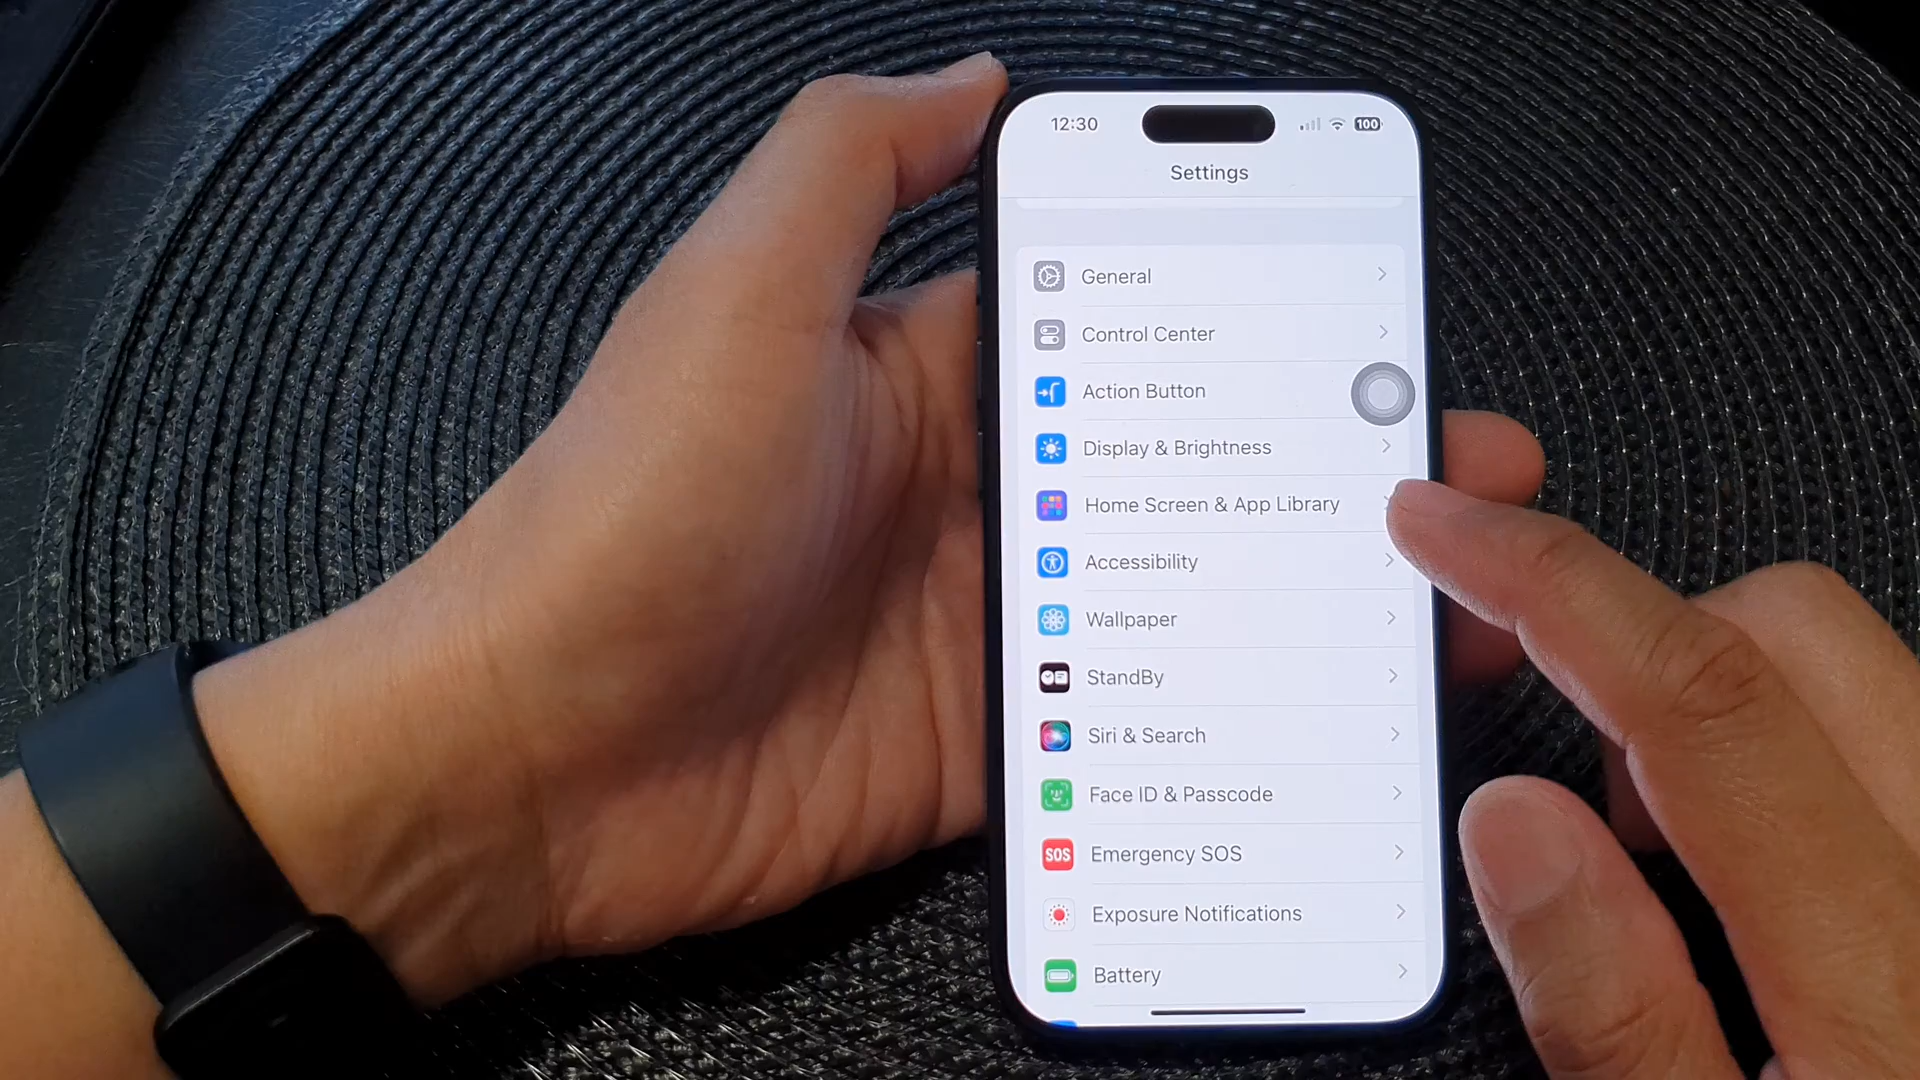 12:30
100
Settings
General
Control Center
Action Button
Display & Brightness
Home Screen & App Library
Accessibility
Wallpaper
StandBy
Siri & Search
Face ID & Passcode
SOS Emergency SOS
Exposure Notifications
Battery